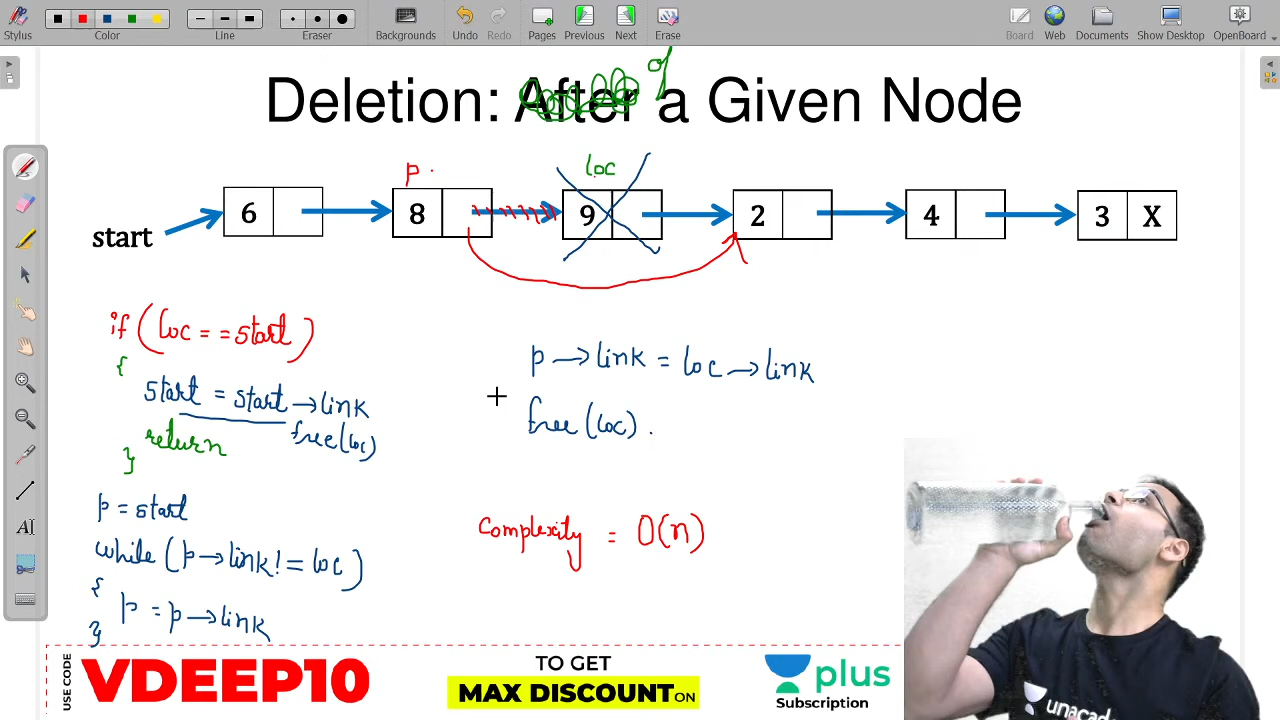 Stylus
Color
Line
Eraser
Backgrounds
Undo
Redo
Pages
Previous
Next
Erase
Board
Web
Documents
Show Desktop
OpenBoard
of
Deletion: After a Given Node
p
loc
start
6
8
9
2
4
3 X
if (loc == start)
{
start = start → link
free(loc)
return
}
p = start
while (p → link != loc)
{
p = p → link
}
p → link = loc → link
free(loc).
Complexity = O(n)
AI
USE CODE
VDEEP10
TO GET
MAX DISCOUNT ON
plus
Subscription
unacad